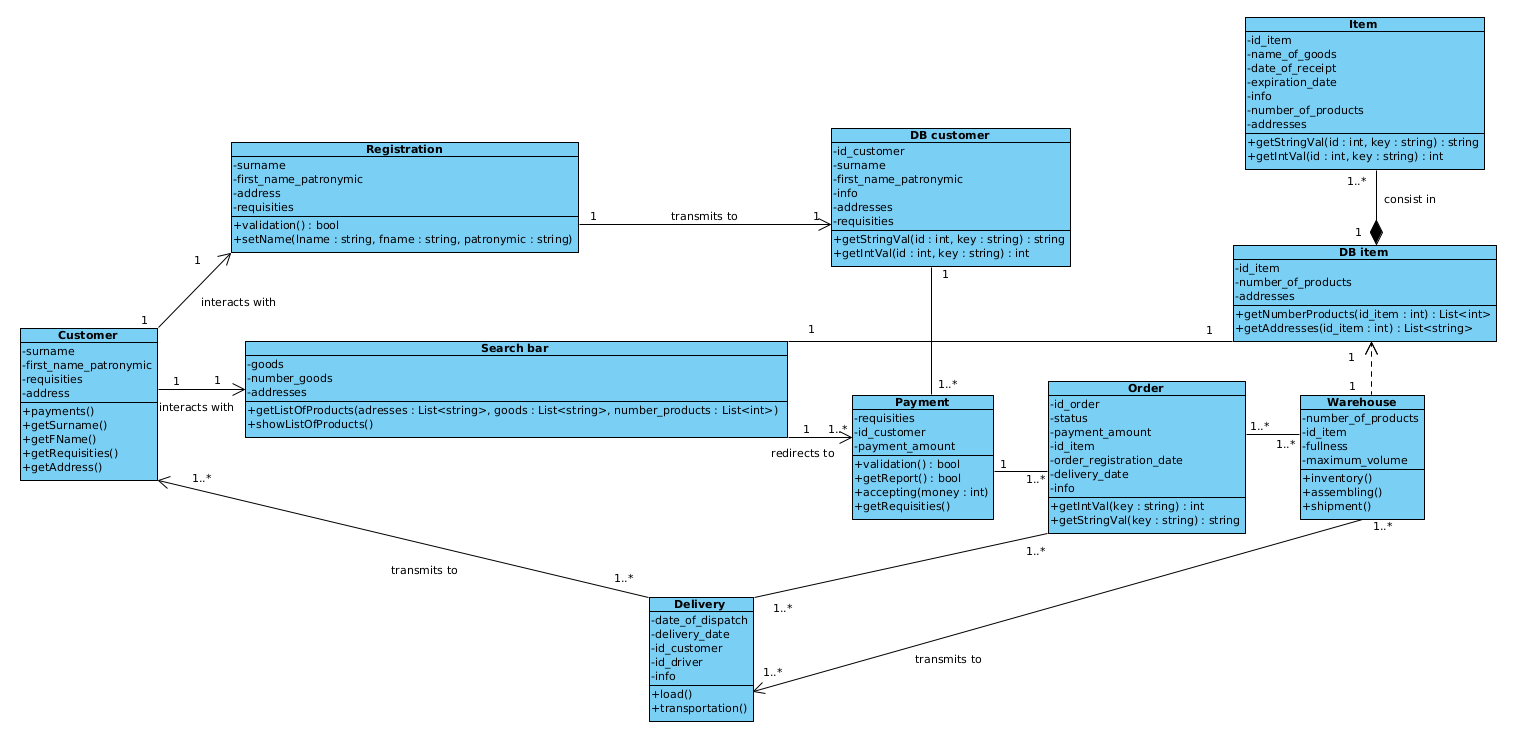 Item
-id_item
-name_of_goods
-date_of_receipt
-expiration_date
-info
-number_of_products
-addresses
+getStringVal(id : int, key : string) : string
+getIntVal(id : int, key : string) : int
1..*
consist in
1
DB customer
-id_customer
-surname
-first_name_patronymic
-info
-addresses
-requisities
+getStringVal(id : int, key : string) : string
+getIntVal(id : int, key : string) : int
1
Registration
-surname
-first_name_patronymic
-address
-requisities
+validation() : bool
+setName(lname : string, fname : string, patronymic : string)
1
transmits to
1
DB item
-id_item
-number_of_products
-addresses
+getNumberProducts(id_item : int) : List<int>
+getAddresses(id_item : int) : List<string>
1
interacts with
1
Customer
-surname
-first_name_patronymic
-requisities
-address
+payments()
+getSurname()
+getFName()
+getRequisities()
+getAddress()
1
1
interacts with
Search bar
-goods
-number_goods
-addresses
+getListOfProducts(adresses : List<string>, goods : List<string>, number_products : List<int>)
+showListOfProducts()
1
1
1
1..*
redirects to
1..*
Payment
-requisities
-id_customer
-payment_amount
+validation() : bool
+getReport() : bool
+accepting(money : int)
+getRequisities()
1
1..*
Order
-id_order
-status
-payment_amount
-id_item
-order_registration_date
-delivery_date
-info
+getIntVal(key : string) : int
+getStringVal(key : string) : string
1..*
1..*
1
1
Warehouse
-number_of_products
-id_item
-fullness
-maximum_volume
+inventory()
+assembling()
+shipment()
1..*
1..*
transmits to
1..*
1..*
1..*
Delivery
-date_of_dispatch
-delivery_date
-id_customer
-id_driver
-info
+load()
+transportation()
1..*
transmits to